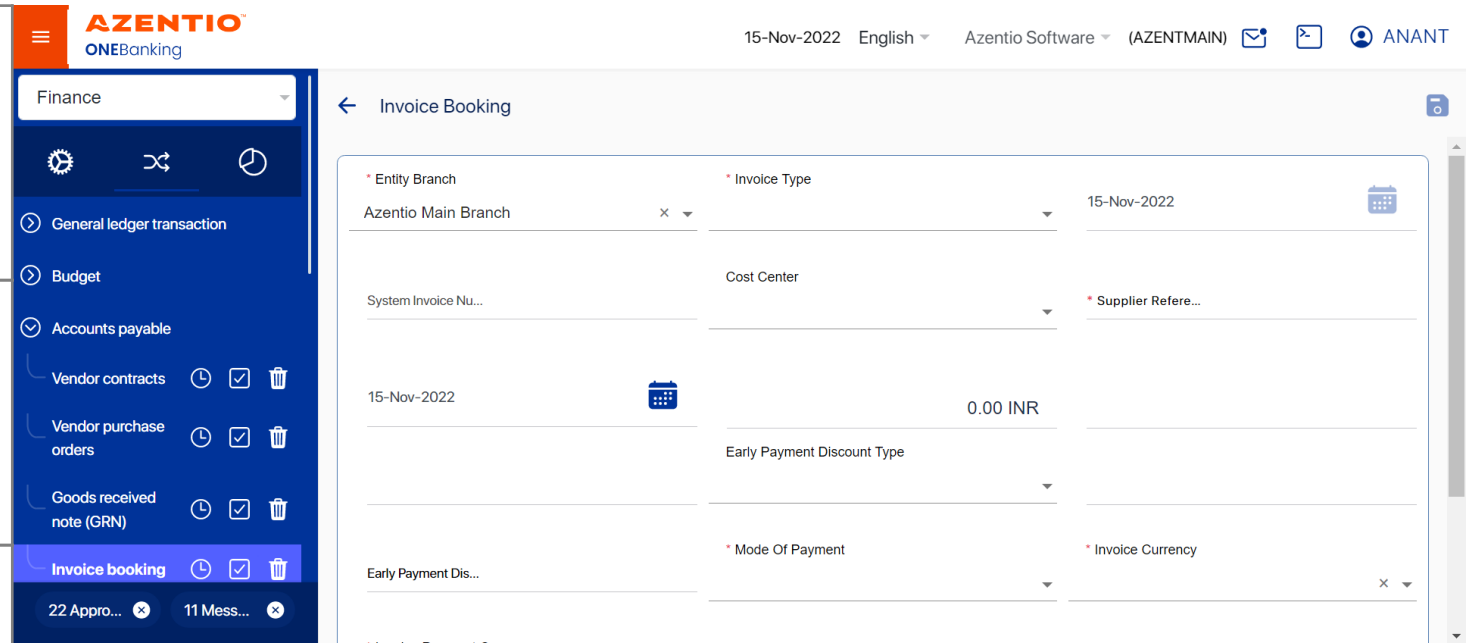 AZENTIO
ONEBanking
15-Nov-2022 English Azentio Software (AZENTMAIN) ANANT
Finance
General ledger transaction
Budget
Accounts payable
Vendor contracts
Vendor purchase
orders
Goods received
note (GRN)
Invoice booking
22 Appro... 11 Mess...
Invoice Booking
* Entity Branch
Azentio Main Branch
* Invoice Type
15-Nov-2022
System Invoice Nu...
Cost Center
* Supplier Refere...
15-Nov-2022
0.00 INR
Early Payment Discount Type
Early Payment Dis...
* Mode Of Payment
* Invoice Currency